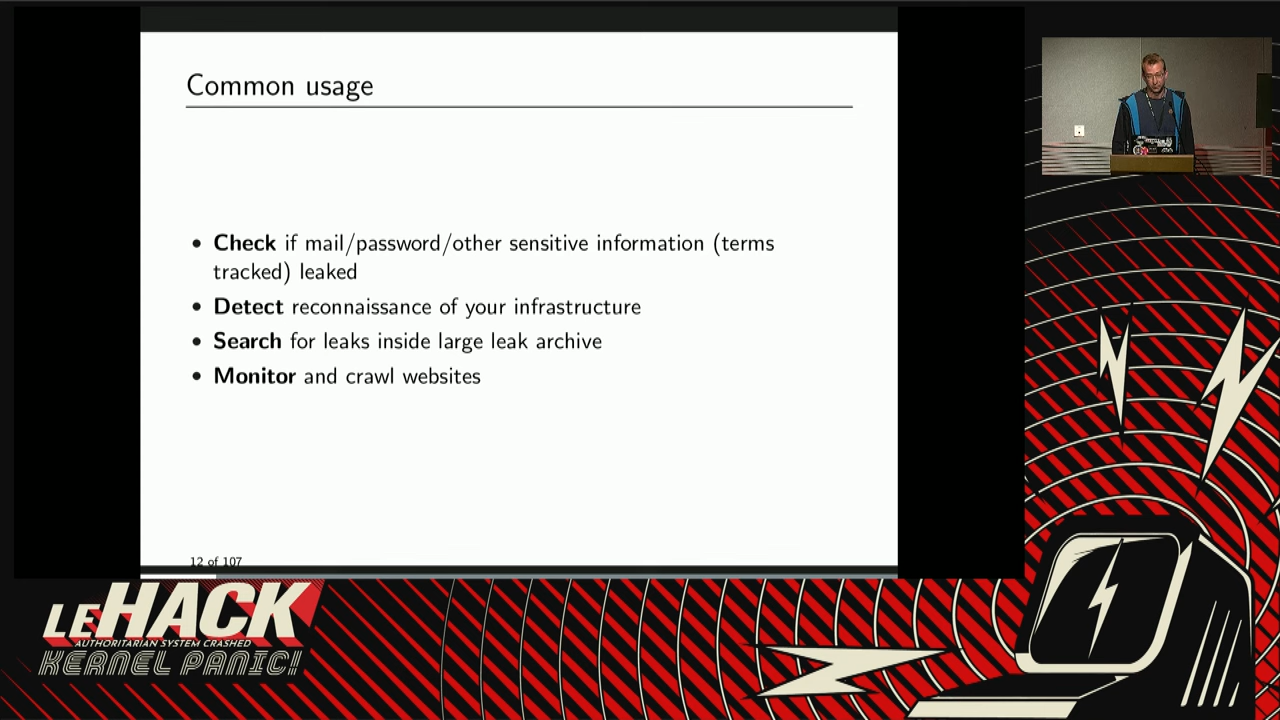 Common usage
• Check if mail/password/other sensitive information (terms
tracked) leaked
• Detect reconnaissance of your infrastructure
• Search for leaks inside large leak archive
• Monitor and crawl websites
12 of 107
LEHACK
AUTHORITARIAN SYSTEM CRASHED
KERNEL PANIC!